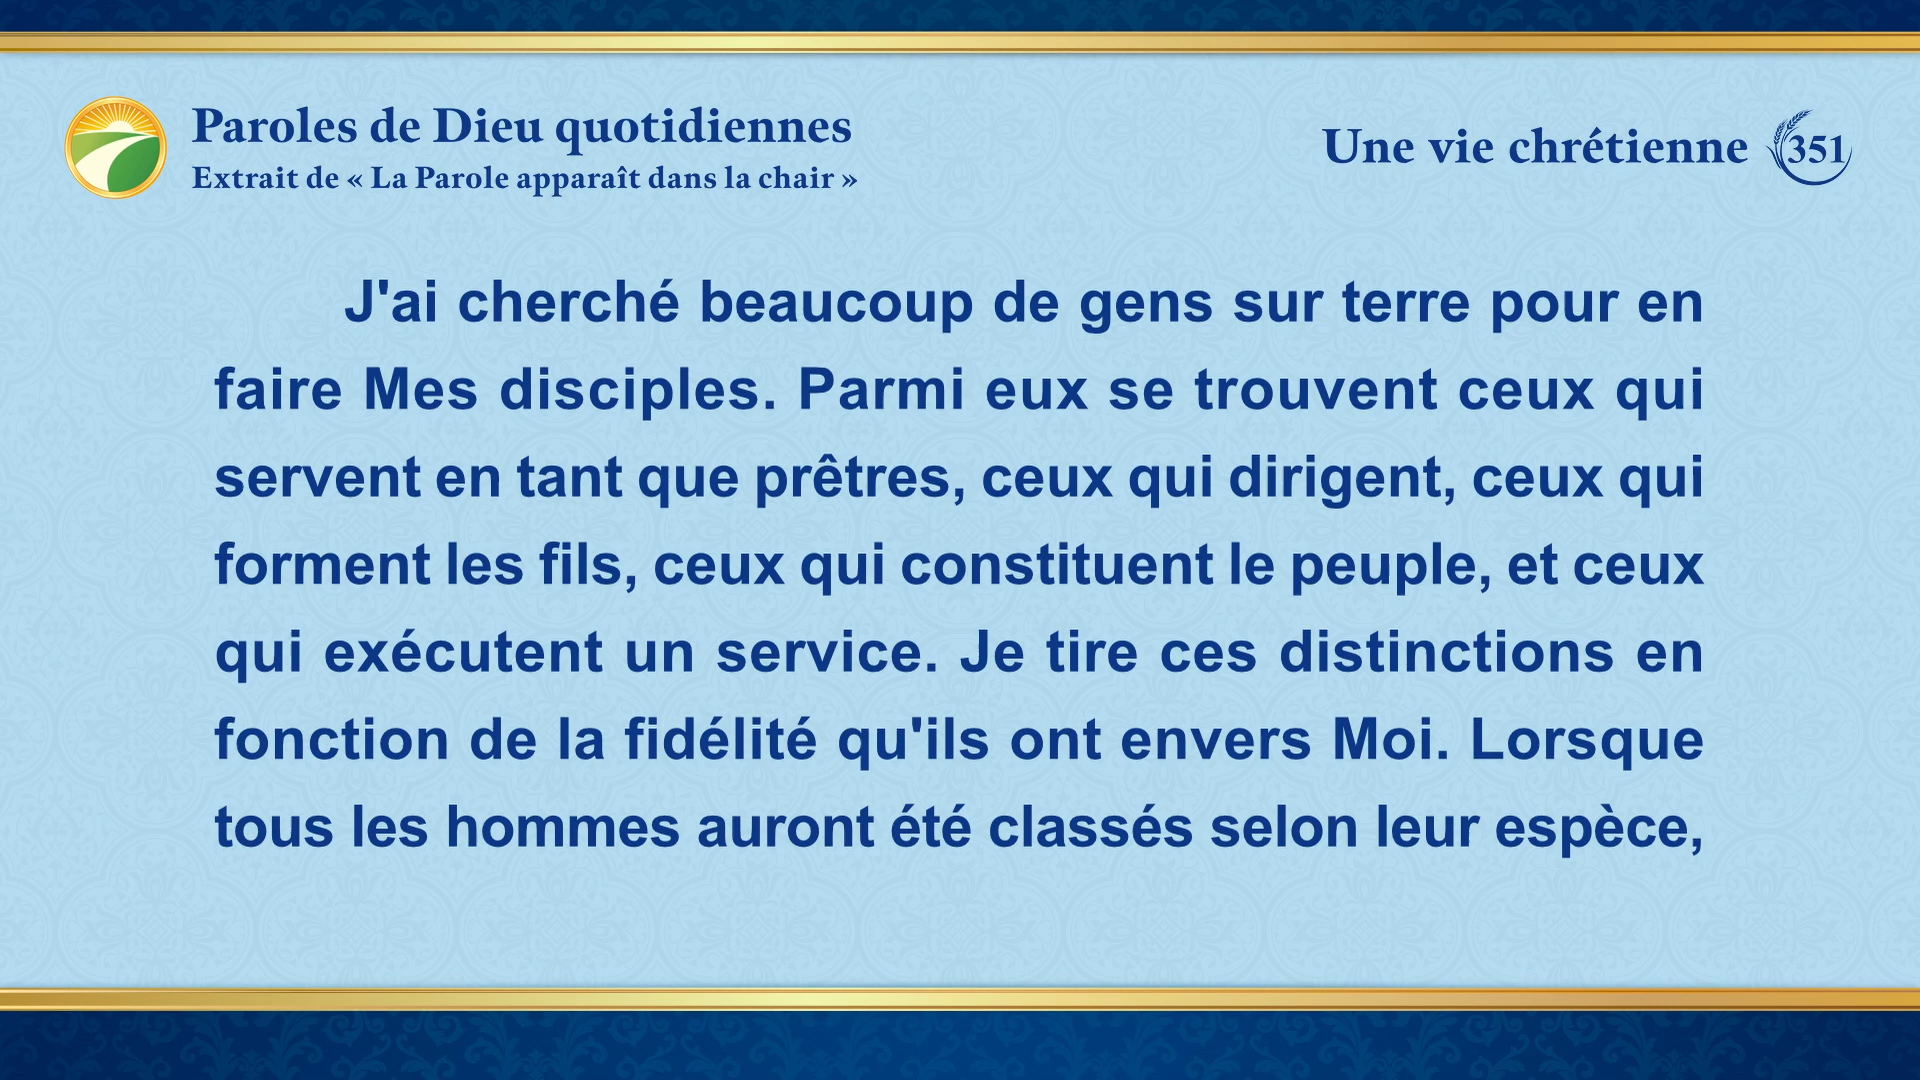 Paroles de Dieu quotidiennes
Extrait de « La Parole apparaît dans la chair »
Une vie chrétienne 351
J'ai cherché beaucoup de gens sur terre pour en
faire Mes disciples. Parmi eux se trouvent ceux qui
servent en tant que prêtres, ceux qui dirigent, ceux qui
forment les fils, ceux qui constituent le peuple, et ceux
qui exécutent un service. Je tire ces distinctions en
fonction de la fidélité qu'ils ont envers Moi. Lorsque
tous les hommes auront été classés selon leur espèce,